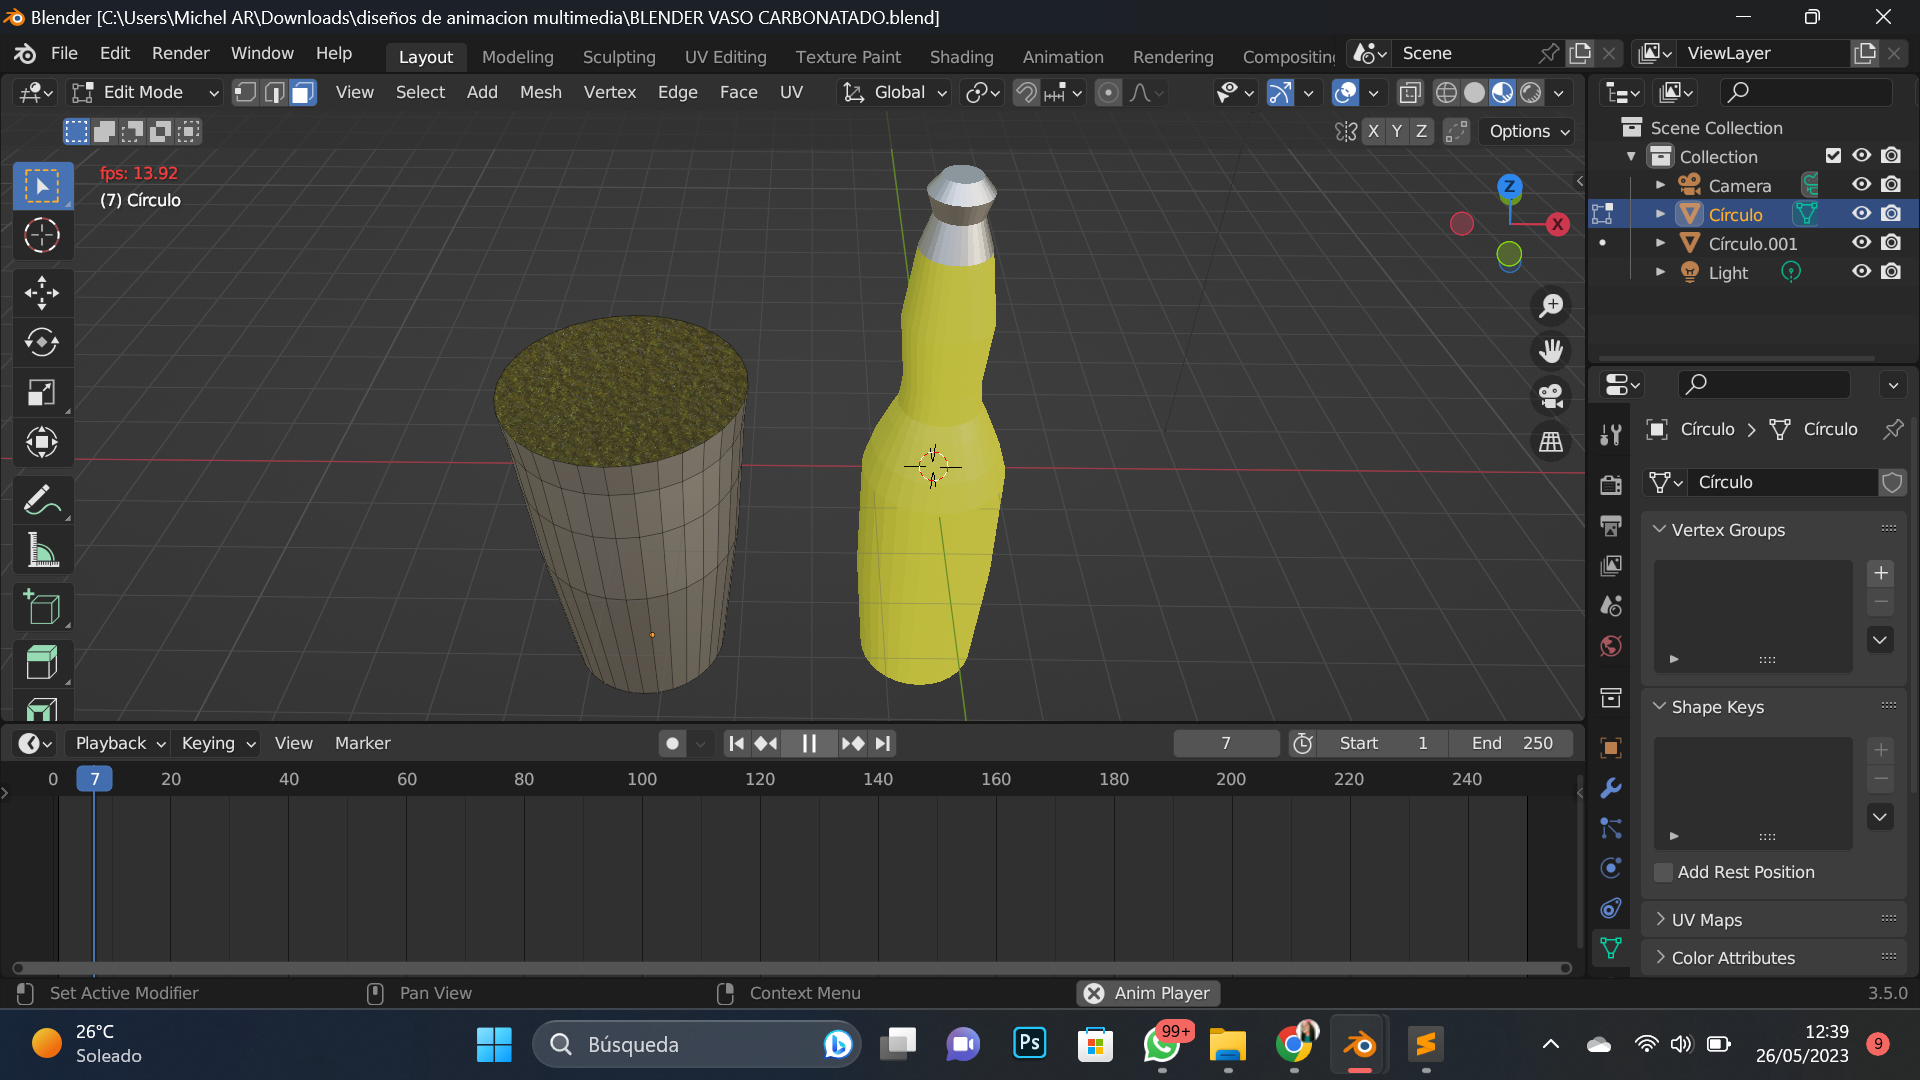 Blender [C:\Users\Michel AR\Downloads\diseños de animacion multimedia\BLENDER VASO CARBONATADO.blend]
File Edit Render Window Help Layout Modeling Sculpting UV Editing Texture Paint Shading Animation Rendering Compositing Scene ViewLayer
Edit Mode View Select Add Mesh Vertex Edge Face UV Global
X Y Z Options
fps: 13.92
(7) Círculo
Z
X
Scene Collection
Collection
Camera
Círculo
Círculo.001
Light
Círculo > Círculo
Círculo
Vertex Groups
Shape Keys
Add Rest Position
UV Maps
Color Attributes
Playback Keying View Marker 7 Start 1 End 250
0 7 20 40 60 80 100 120 140 160 180 200 220 240
Set Active Modifier Pan View Context Menu Anim Player 3.5.0
26°C
Soleado
Búsqueda
Ps
99+
12:39
26/05/2023
9